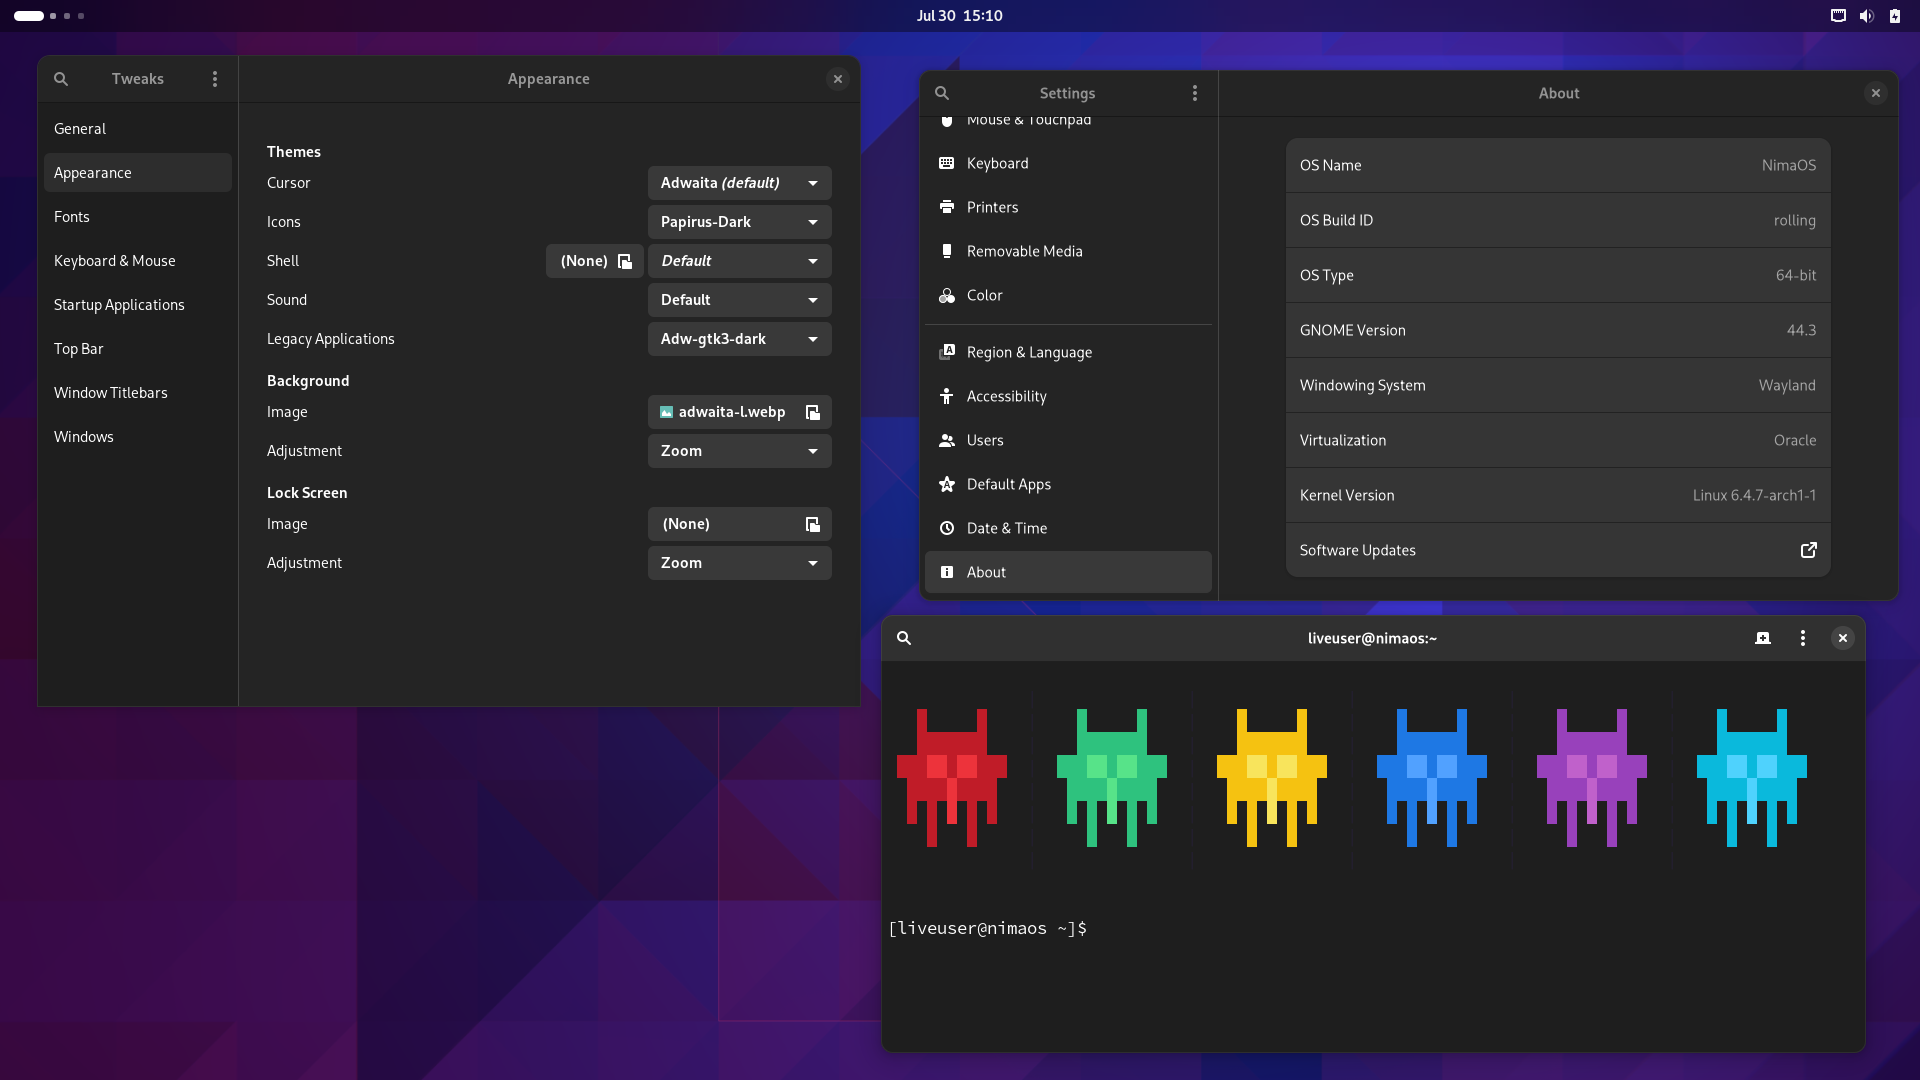 Jul 30 15:10
Tweaks
Appearance
General
Appearance
Fonts
Keyboard & Mouse
Startup Applications
Top Bar
Window Titlebars
Windows
Themes
Cursor
Adwaita (default)
Icons
Papirus-Dark
Shell
(None)
Default
Sound
Default
Legacy Applications
Adw-gtk3-dark
Background
Image
adwaita-l.webp
Adjustment
Zoom
Lock Screen
Image
(None)
Adjustment
Zoom
Settings
About
Mouse & Touchpad
Keyboard
Printers
Removable Media
Color
Region & Language
Accessibility
Users
Default Apps
Date & Time
About
OS Name
NimaOS
OS Build ID
rolling
OS Type
64-bit
GNOME Version
44.3
Windowing System
Wayland
Virtualization
Oracle
Kernel Version
Linux 6.4.7-arch1-1
Software Updates
liveuser@nimaos:~
[liveuser@nimaos ~]$